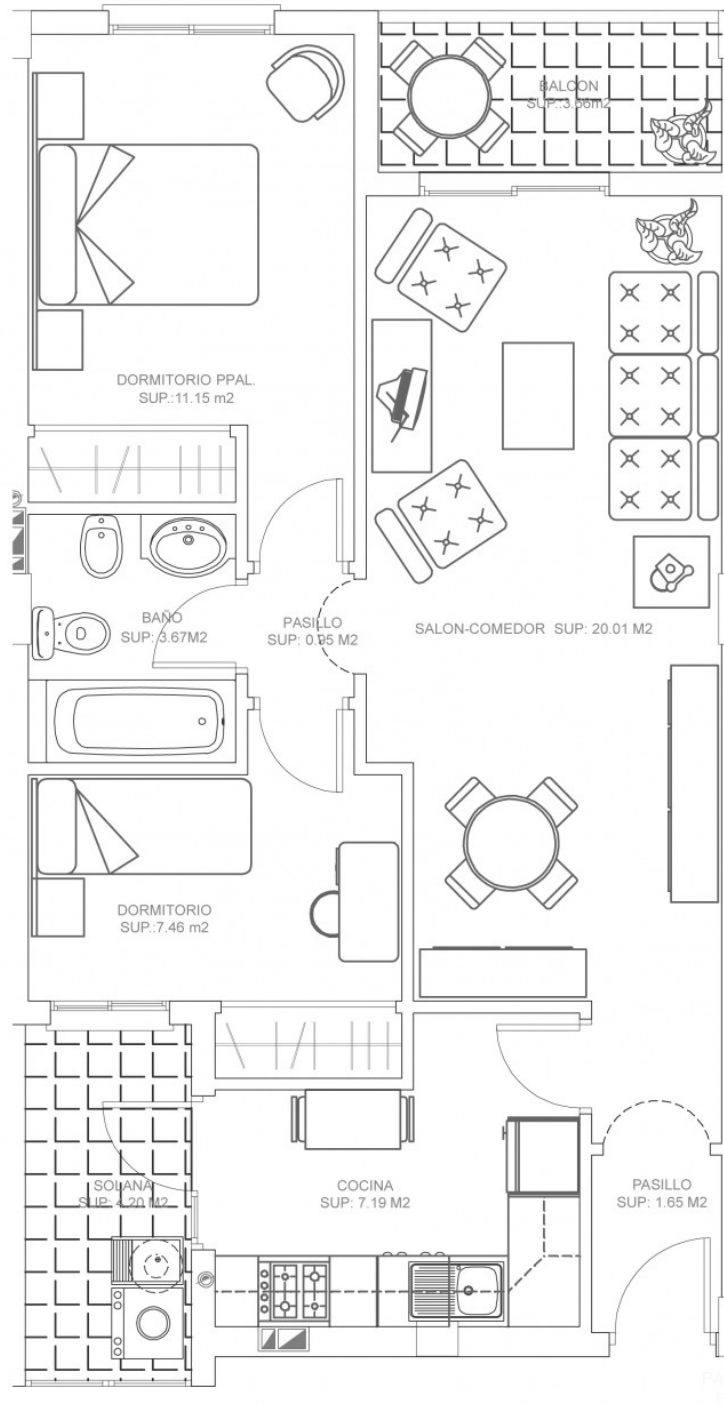 BALCON
SUP.:3.66m2
DORMITORIO PPAL.
SUP.:11.15 m2
BAÑO
SUP: 3.67M2
PASILLO
SUP: 0.95 M2
SALON-COMEDOR SUP: 20.01 M2
DORMITORIO
SUP.:7.46 m2
SOLANA
SUP: 4.20 M2
COCINA
SUP: 7.19 M2
PASILLO
SUP: 1.65 M2